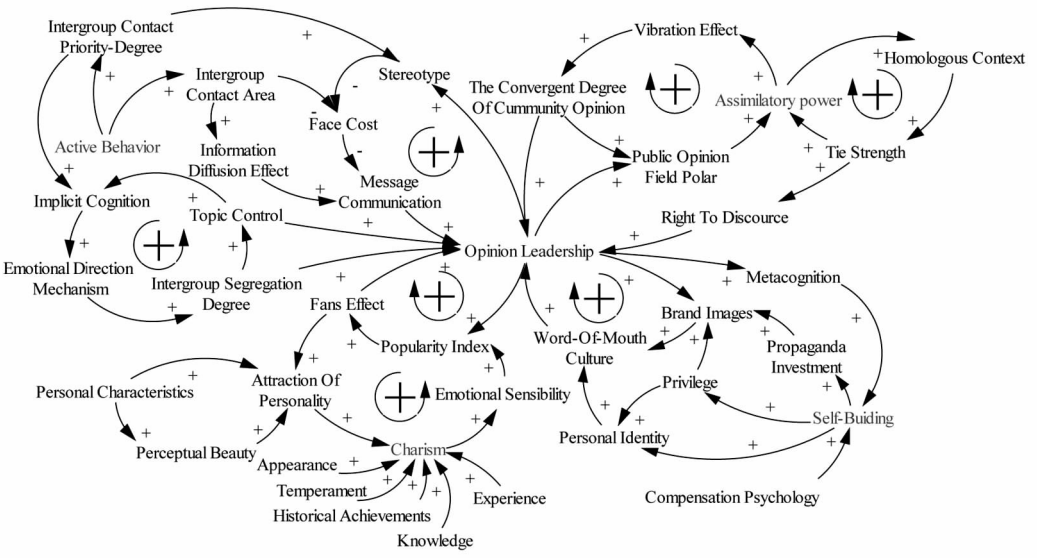 Intergroup Contact
Priority-Degree
Vibration Effect
Homologous Context
Intergroup
Contact Area
Stereotype
The Convergent Degree
Of Cummunity Opinion
Assimilatory power
Face Cost
Active Behavior
Information
Diffusion Effect
Public Opinion
Field Polar
Tie Strength
Message
Communication
Implicit Cognition
Topic Control
Right To Discource
Opinion Leadership
Emotional Direction
Mechanism
Intergroup Segregation
Degree
Metacognition
Fans Effect
Brand Images
Popularity Index
Word-Of-Mouth
Culture
Propaganda
Investment
Personal Characteristics
Attraction Of
Personality
Emotional Sensibility
Privilege
Self-Buiding
Personal Identity
Perceptual Beauty
Charism
Appearance
Temperament
Experience
Compensation Psychology
Historical Achievements
Knowledge